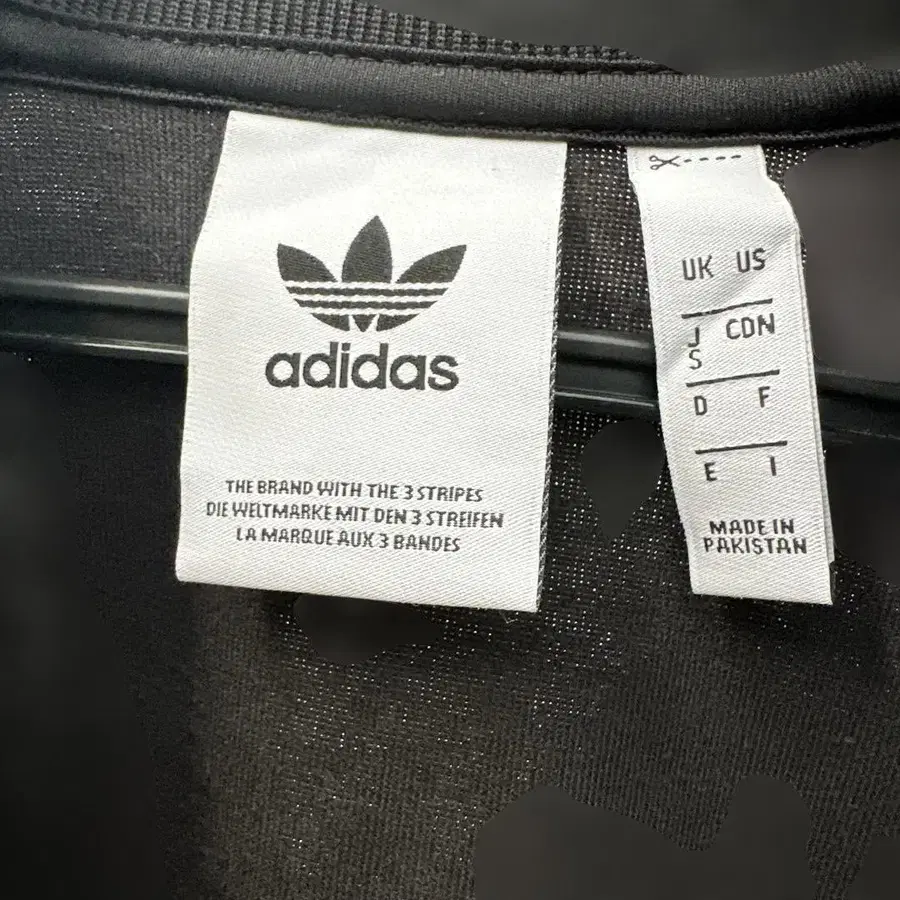 adidas
THE BRAND WITH THE 3 STRIPES
DIE WELTMARKE MIT DEN 3 STREIFEN
LA MARQUE AUX 3 BANDES
UK US
J CDN
S
D F
E I
MADE IN
PAKISTAN